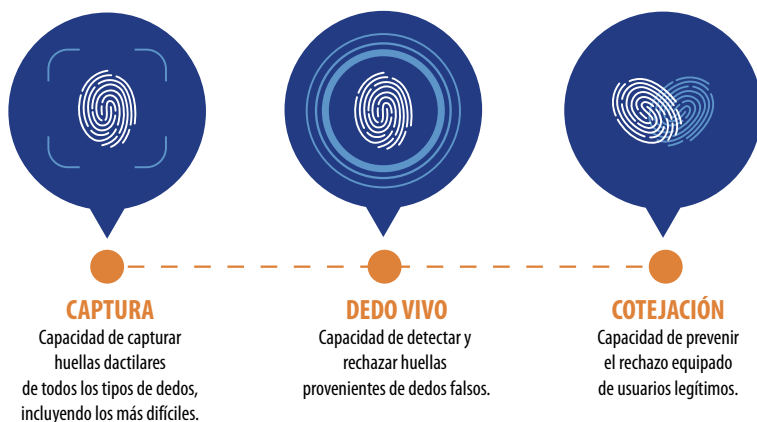 CAPTURA
Capacidad de capturar
huellas dactilares
de todos los tipos de dedos,
incluyendo los más difíciles.
DEDO VIVO
Capacidad de detectar y
rechazar huellas
provenientes de dedos falsos.
COTEJACIÓN
Capacidad de prevenir
el rechazo equipado
de usuarios legítimos.